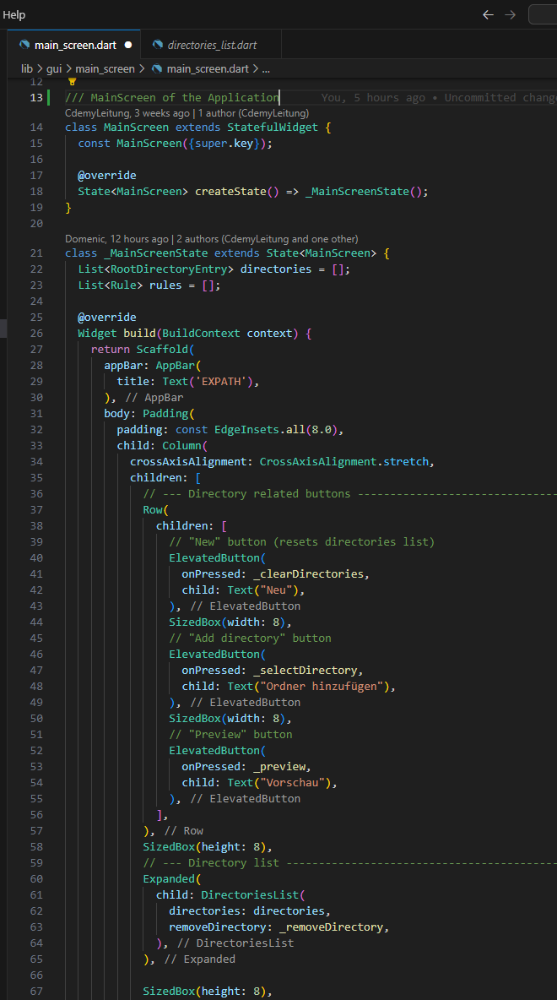 Help
main_screen.dart
directories_list.dart
lib > gui > main_screen > main_screen.dart > ...
12
13 /// MainScreen of the Application You, 5 hours ago • Uncommitted change
CdemyLeitung, 3 weeks ago | 1 author (CdemyLeitung)
14 class MainScreen extends StatefulWidget {
15 const MainScreen({super.key});
16
17 @override
18 State<MainScreen> createState() => _MainScreenState();
19 }
20
Domenic, 12 hours ago | 2 authors (CdemyLeitung and one other)
21 class _MainScreenState extends State<MainScreen> {
22 List<RootDirectoryEntry> directories = [];
23 List<Rule> rules = [];
24
25 @override
26 Widget build(BuildContext context) {
27 return Scaffold(
28 appBar: AppBar(
29 title: Text('EXPATH'),
30 ), // AppBar
31 body: Padding(
32 padding: const EdgeInsets.all(8.0),
33 child: Column(
34 crossAxisAlignment: CrossAxisAlignment.stretch,
35 children: [
36 // --- Directory related buttons -------------------------------
37 Row(
38 children: [
39 // "New" button (resets directories list)
40 ElevatedButton(
41 onPressed: _clearDirectories,
42 child: Text("Neu"),
43 ), // ElevatedButton
44 SizedBox(width: 8),
45 // "Add directory" button
46 ElevatedButton(
47 onPressed: _selectDirectory,
48 child: Text("Ordner hinzufügen"),
49 ), // ElevatedButton
50 SizedBox(width: 8),
51 // "Preview" button
52 ElevatedButton(
53 onPressed: _preview,
54 child: Text("Vorschau"),
55 ), // ElevatedButton
56 ],
57 ), // Row
58 SizedBox(height: 8),
59 // --- Directory list ------------------------------------------
60 Expanded(
61 child: DirectoriesList(
62 directories: directories,
63 removeDirectory: _removeDirectory,
64 ), // DirectoriesList
65 ), // Expanded
66
67 SizedBox(height: 8),